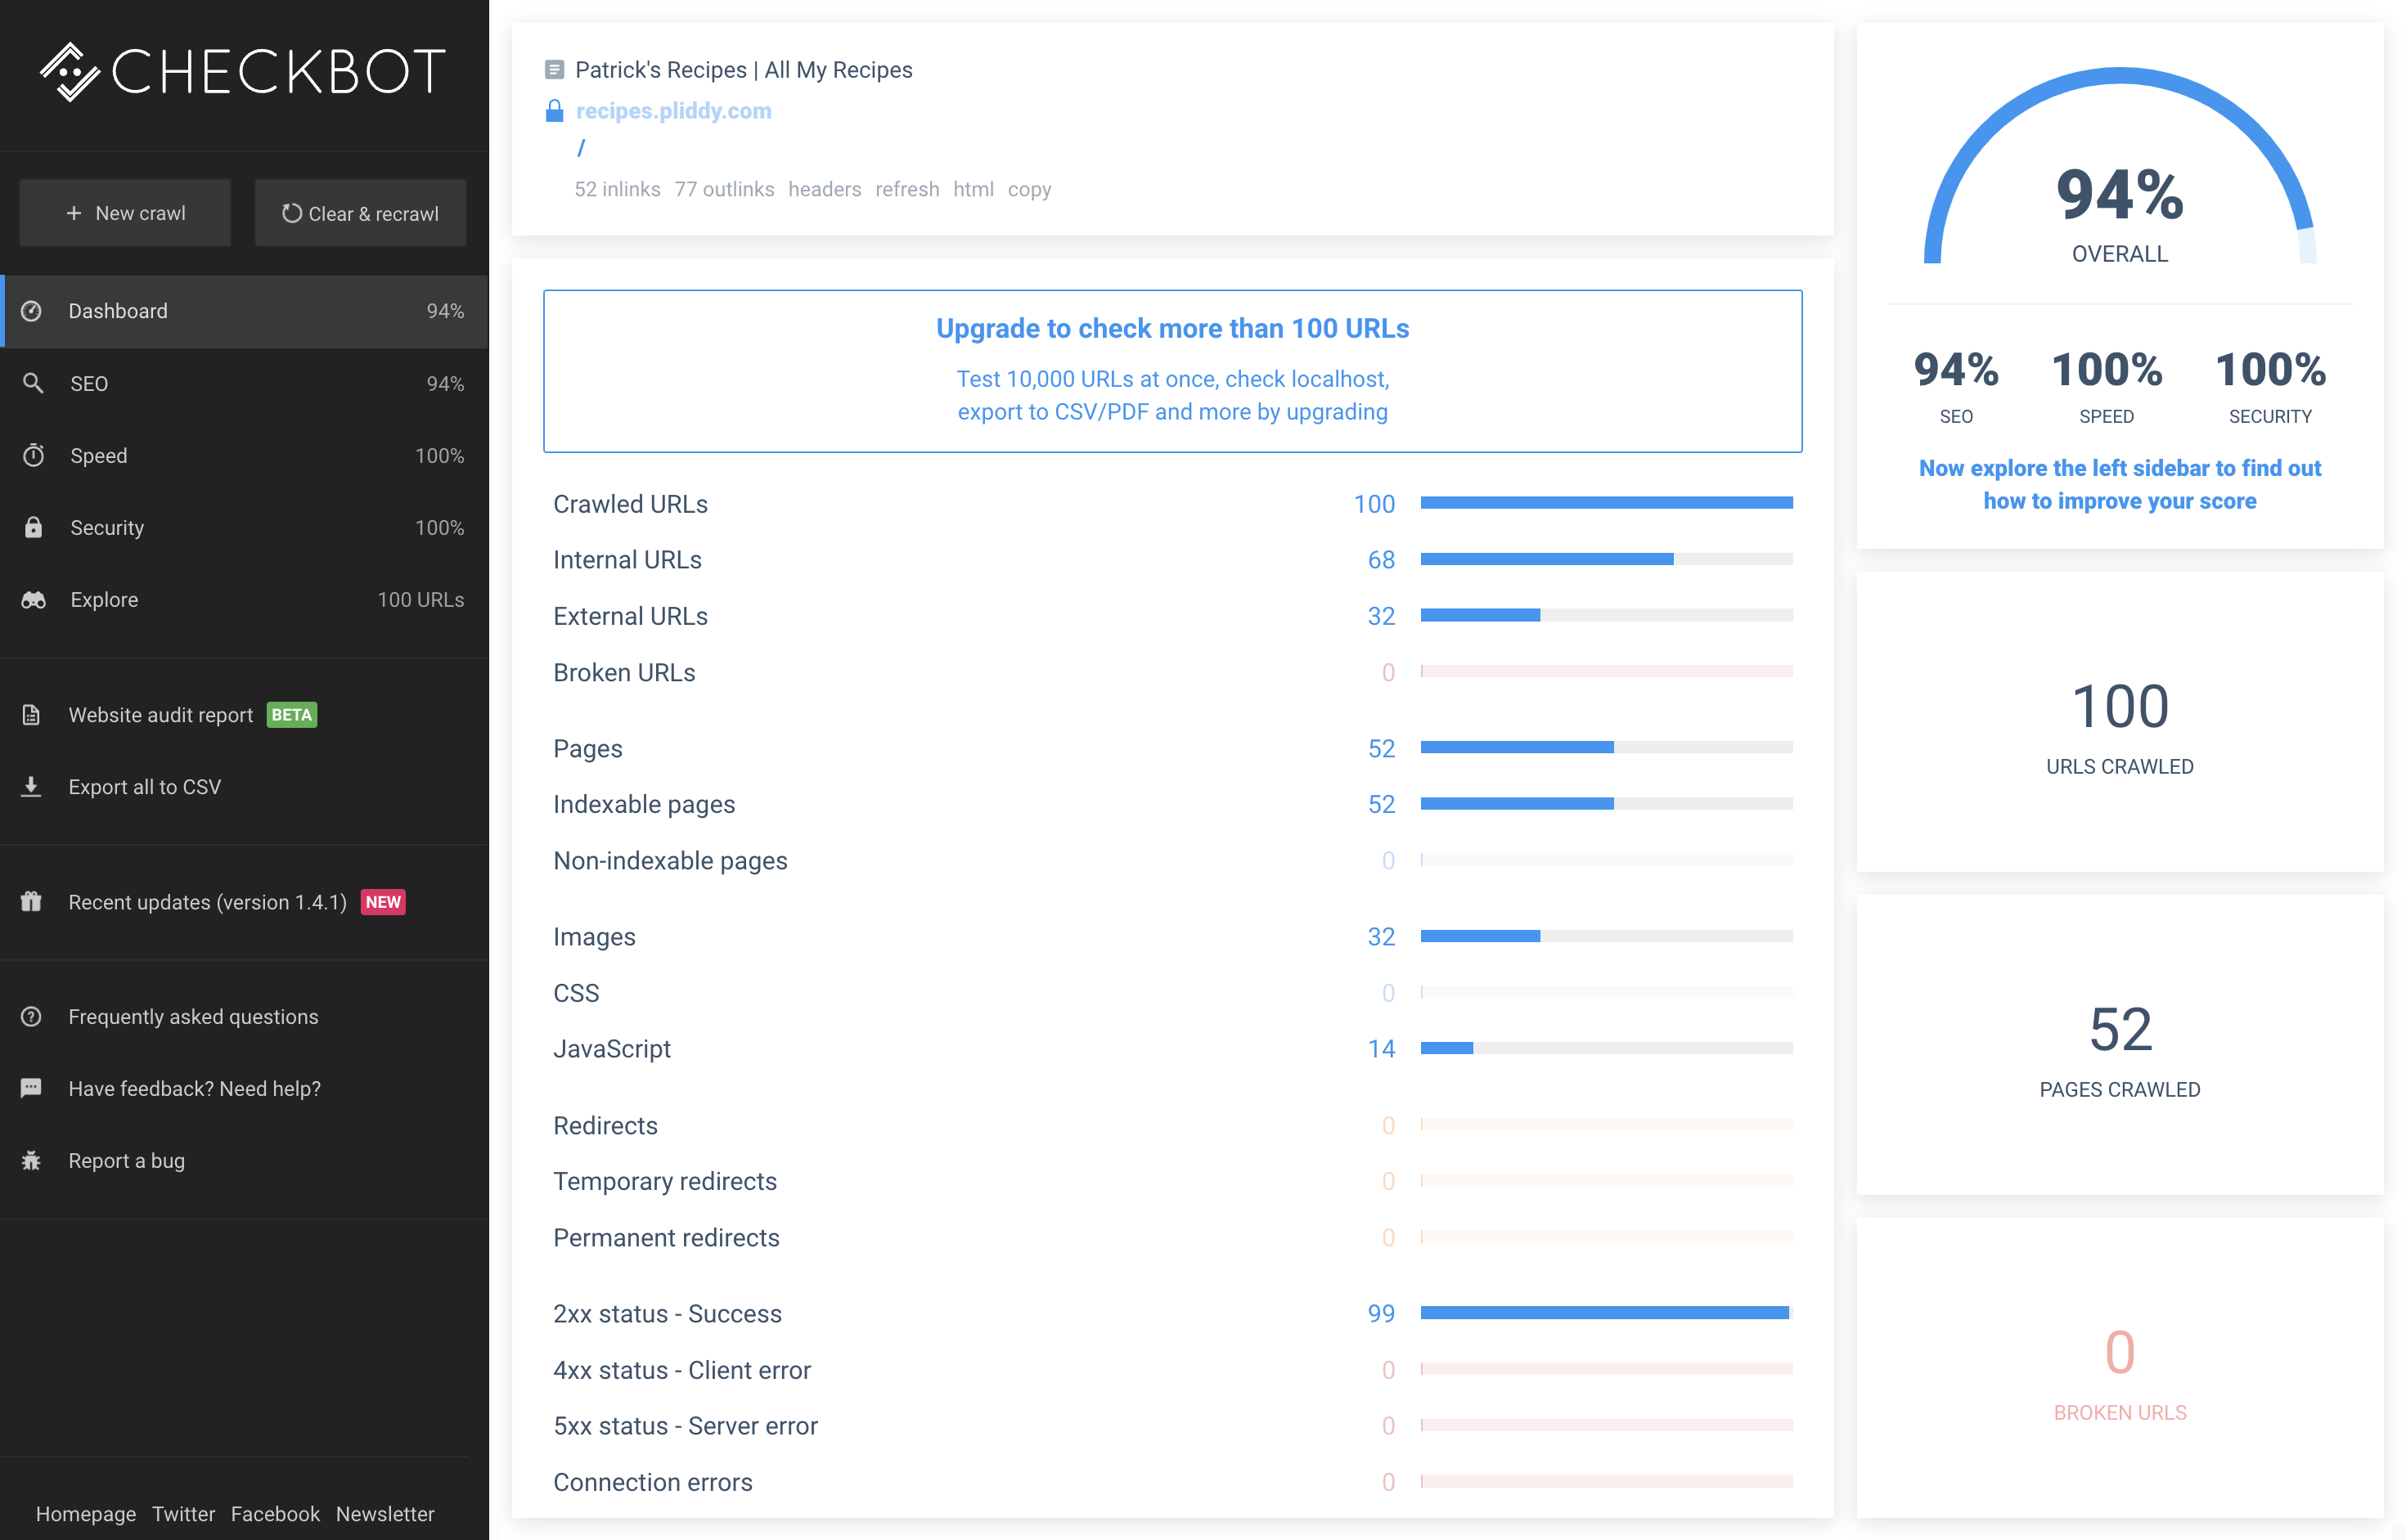 CHECKBOT
+ New crawl
Clear & recrawl
Dashboard 94%
SEO 94%
Speed 100%
Security 100%
Explore 100 URLs
Website audit report BETA
Export all to CSV
Recent updates (version 1.4.1) NEW
Frequently asked questions
Have feedback? Need help?
Report a bug
Homepage Twitter Facebook Newsletter
Patrick's Recipes | All My Recipes
recipes.pliddy.com
/
52 inlinks 77 outlinks headers refresh html copy
Upgrade to check more than 100 URLs
Test 10,000 URLs at once, check localhost,
export to CSV/PDF and more by upgrading
Crawled URLs 100
Internal URLs 68
External URLs 32
Broken URLs 0
Pages 52
Indexable pages 52
Non-indexable pages 0
Images 32
CSS 0
JavaScript 14
Redirects 0
Temporary redirects 0
Permanent redirects 0
2xx status - Success 99
4xx status - Client error 0
5xx status - Server error 0
Connection errors 0
94%
OVERALL
94% 100% 100%
SEO SPEED SECURITY
Now explore the left sidebar to find out
how to improve your score
100
URLS CRAWLED
52
PAGES CRAWLED
0
BROKEN URLS